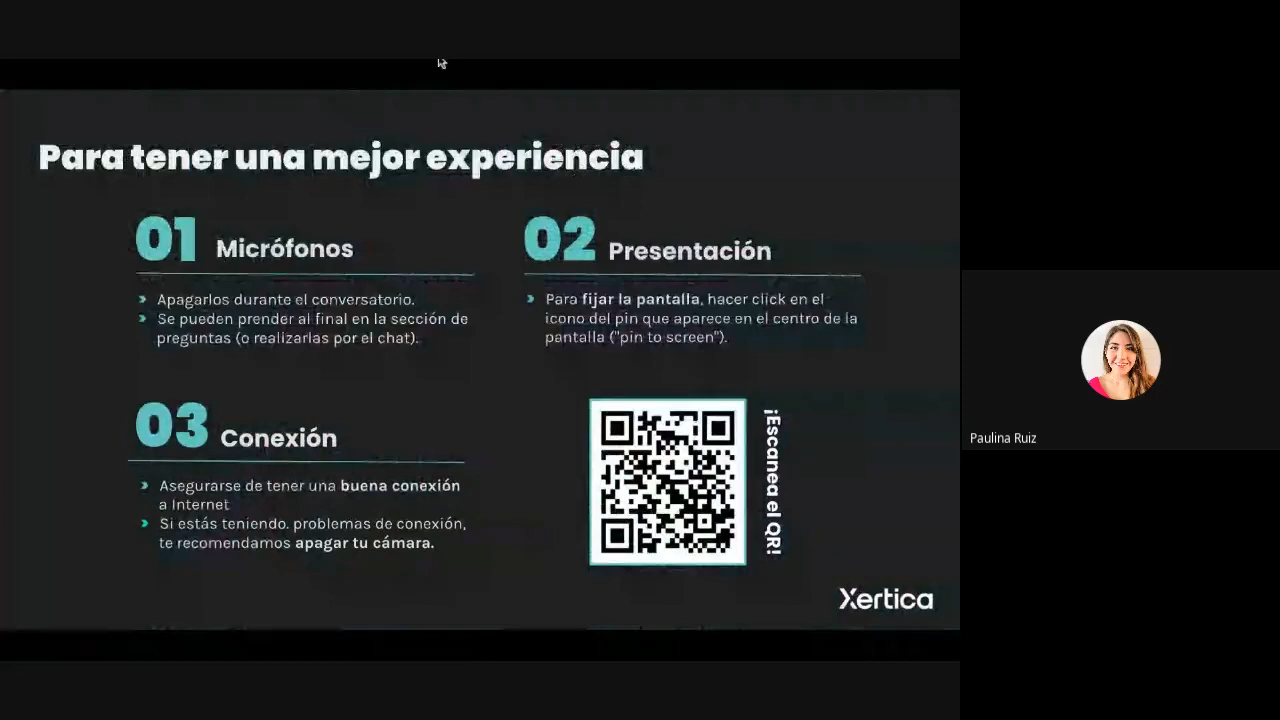 Para tener una mejor experiencia
01 Micrófonos
Apagarlos durante el conversatorio.
Se pueden prender al final en la sección de
preguntas (o realizarlas por el chat).
02 Presentación
Para fijar la pantalla, hacer click en el
icono del pin que aparece en el centro de la
pantalla ("pin to screen").
03 Conexión
Asegurarse de tener una buena conexión
a Internet
Si estás teniendo. problemas de conexión,
te recomendamos apagar tu cámara.
¡Escanea el QR!
Xertica
Paulina Ruiz